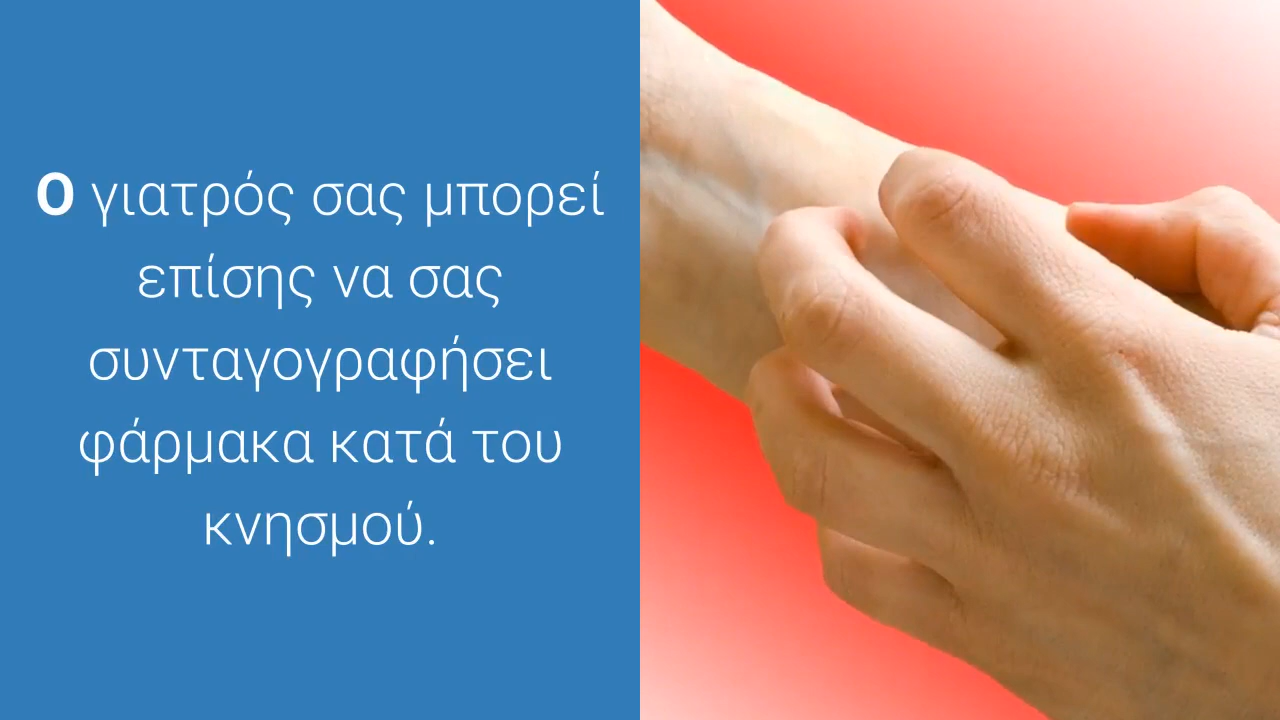 Ο γιατρός σας μπορεί
επίσης να σας
συνταγογραφήσει
φάρμακα κατά του
κνησμού.